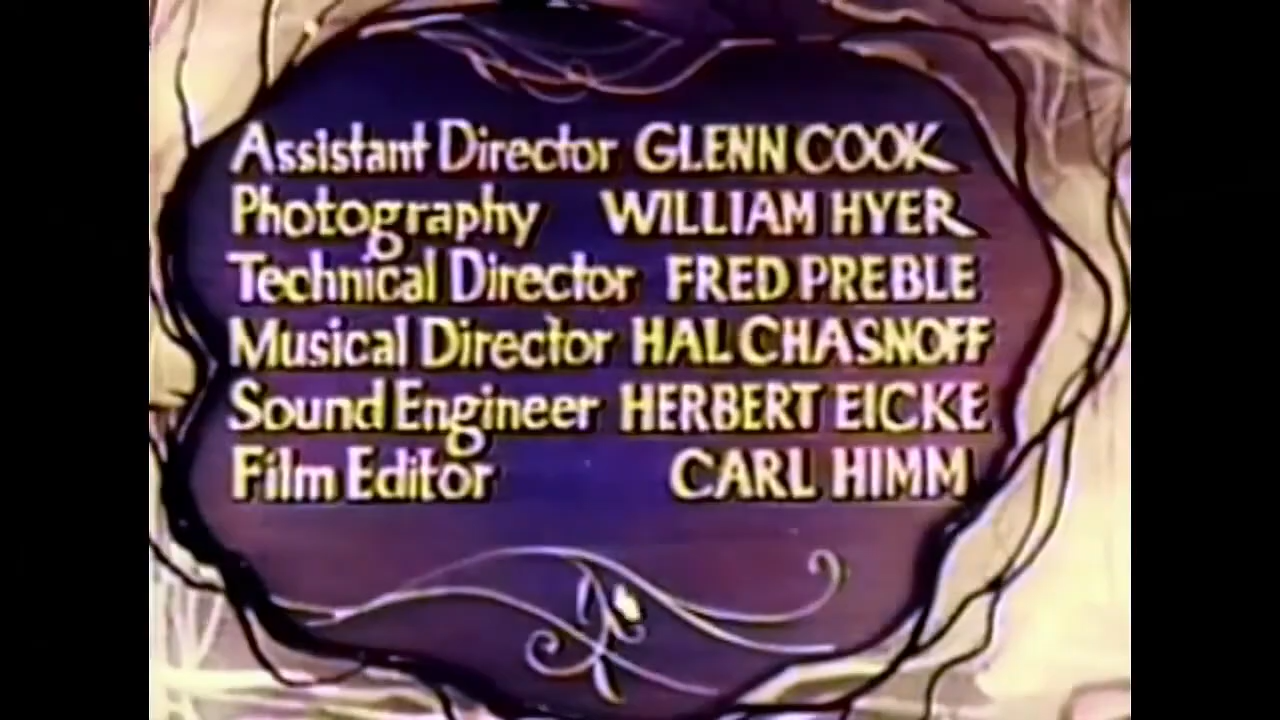 Assistant Director GLENN COOK
Photography WILLIAM HYER
Technical Director FRED PREBLE
Musical Director HAL CHASNOFF
Sound Engineer HERBERT EICKE
Film Editor CARL HIMM